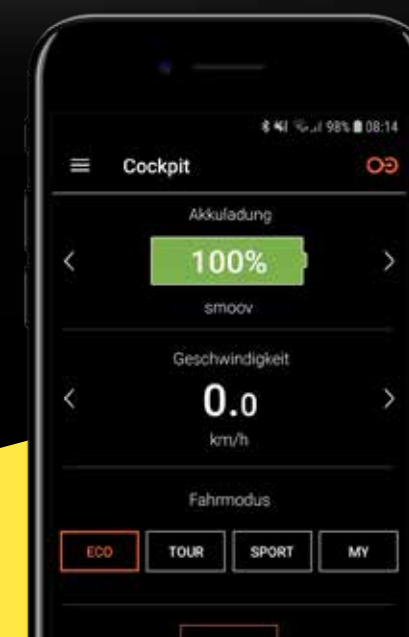 98% 08:14
Cockpit
Akkuladung
100%
smoov
Geschwindigkeit
0.0
km/h
Fahrmodus
ECO TOUR SPORT MY